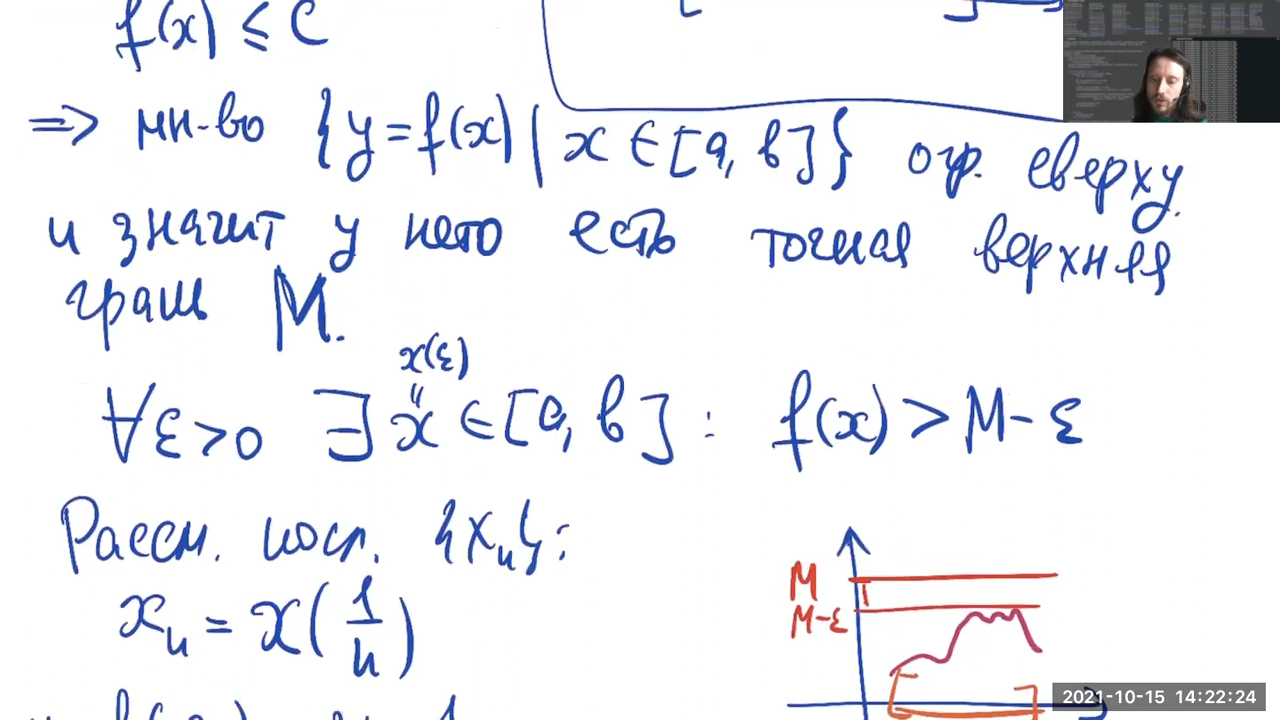 f(x) ≤ C
=> мн-во {y = f(x) | x ∈ [a, b]} огр. сверху.
и значит у него есть точная верхняя
грань M.
x(ε)
∀ε>0 ∃ x ∈ [a, b] : f(x) > M-ε
Рассм. посл. {xn}:
xn = x(1/n)
M
M-ε
2021-10-15 14:22:24